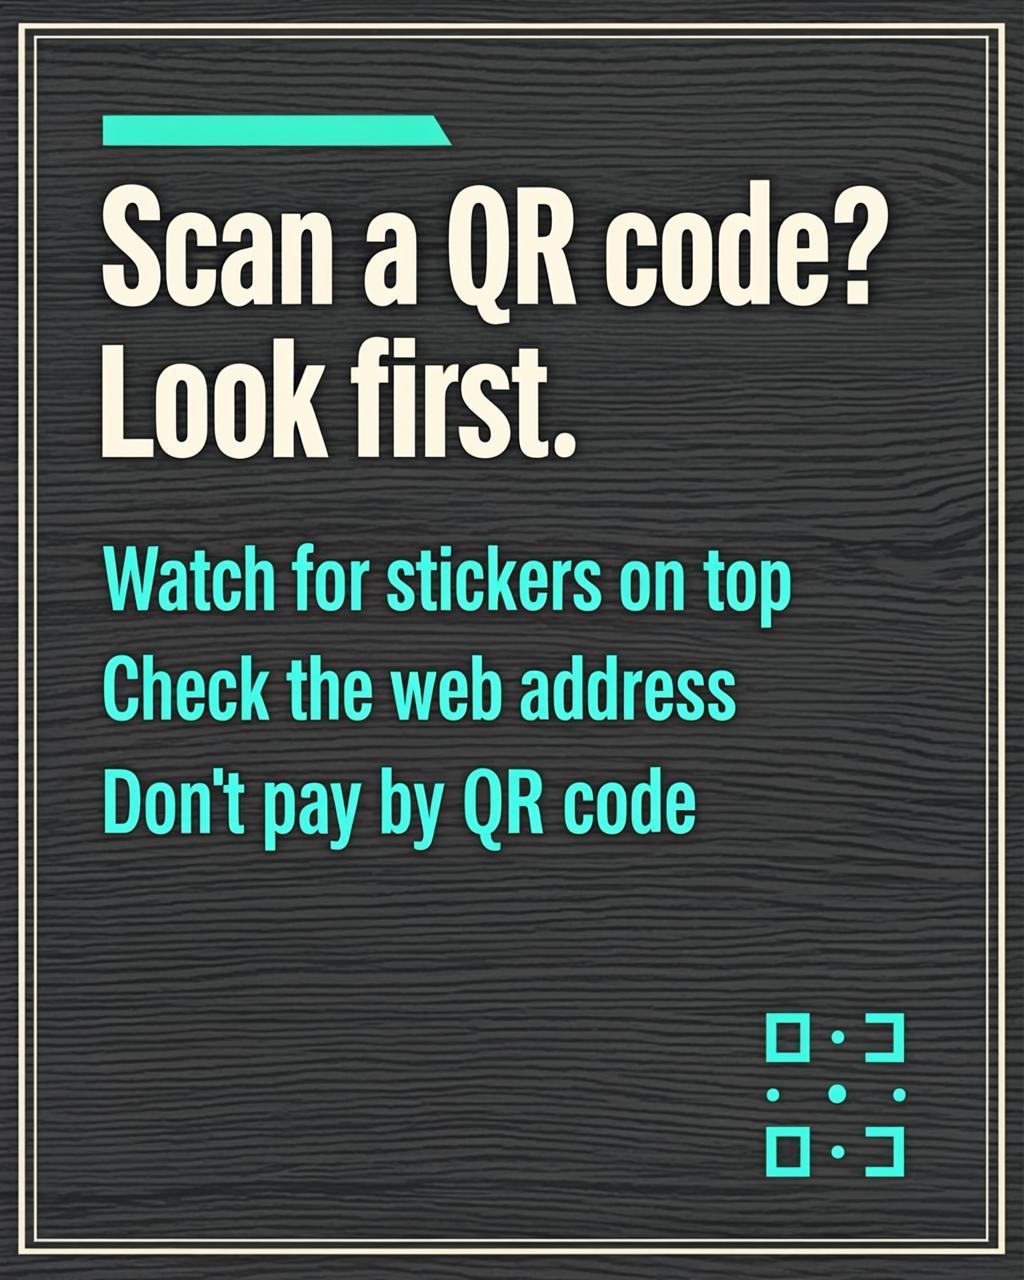 Scan a QR code?
Look first.
Watch for stickers on top
Check the web address
Don't pay by QR code